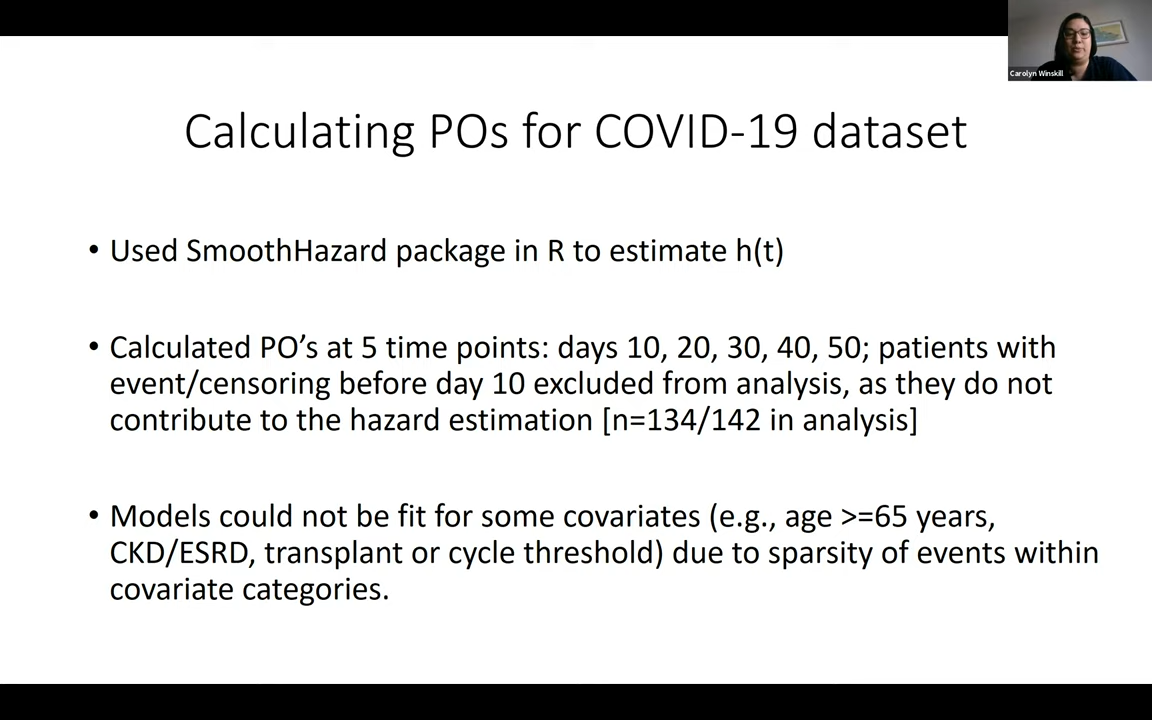 Carolyn Winskill
Calculating POs for COVID-19 dataset
• Used SmoothHazard package in R to estimate h(t)
• Calculated PO’s at 5 time points: days 10, 20, 30, 40, 50; patients with
event/censoring before day 10 excluded from analysis, as they do not
contribute to the hazard estimation [n=134/142 in analysis]
• Models could not be fit for some covariates (e.g., age >=65 years,
CKD/ESRD, transplant or cycle threshold) due to sparsity of events within
covariate categories.